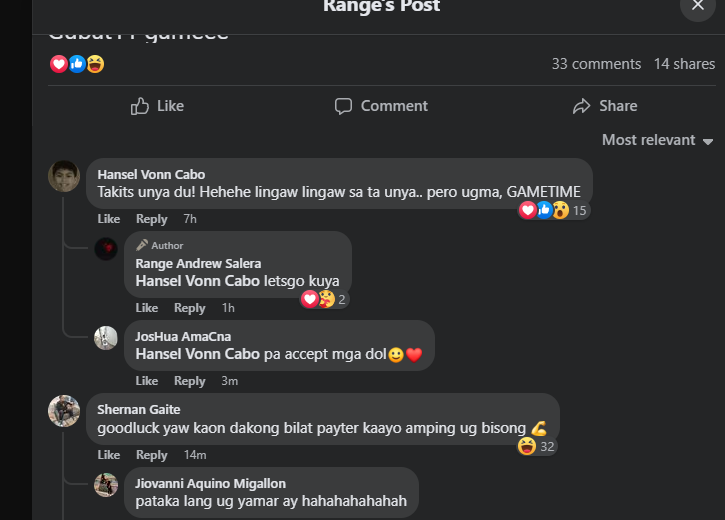 Range's Post
Gubat FT gameee
33 comments 14 shares
Like Comment Share
Most relevant
Hansel Vonn Cabo
Takits unya du! Hehehe lingaw lingaw sa ta unya.. pero ugma, GAMETIME
15
Like Reply 7h
Author
Range Andrew Salera
Hansel Vonn Cabo letsgo kuya
2
Like Reply 1h
JosHua AmaCna
Hansel Vonn Cabo pa accept mga dol🙂❤️
Like Reply 3m
Shernan Gaite
goodluck yaw kaon dakong bilat payter kaayo amping ug bisong 💪
32
Like Reply 14m
Jiovanni Aquino Migallon
pataka lang ug yamar ay hahahahahahah